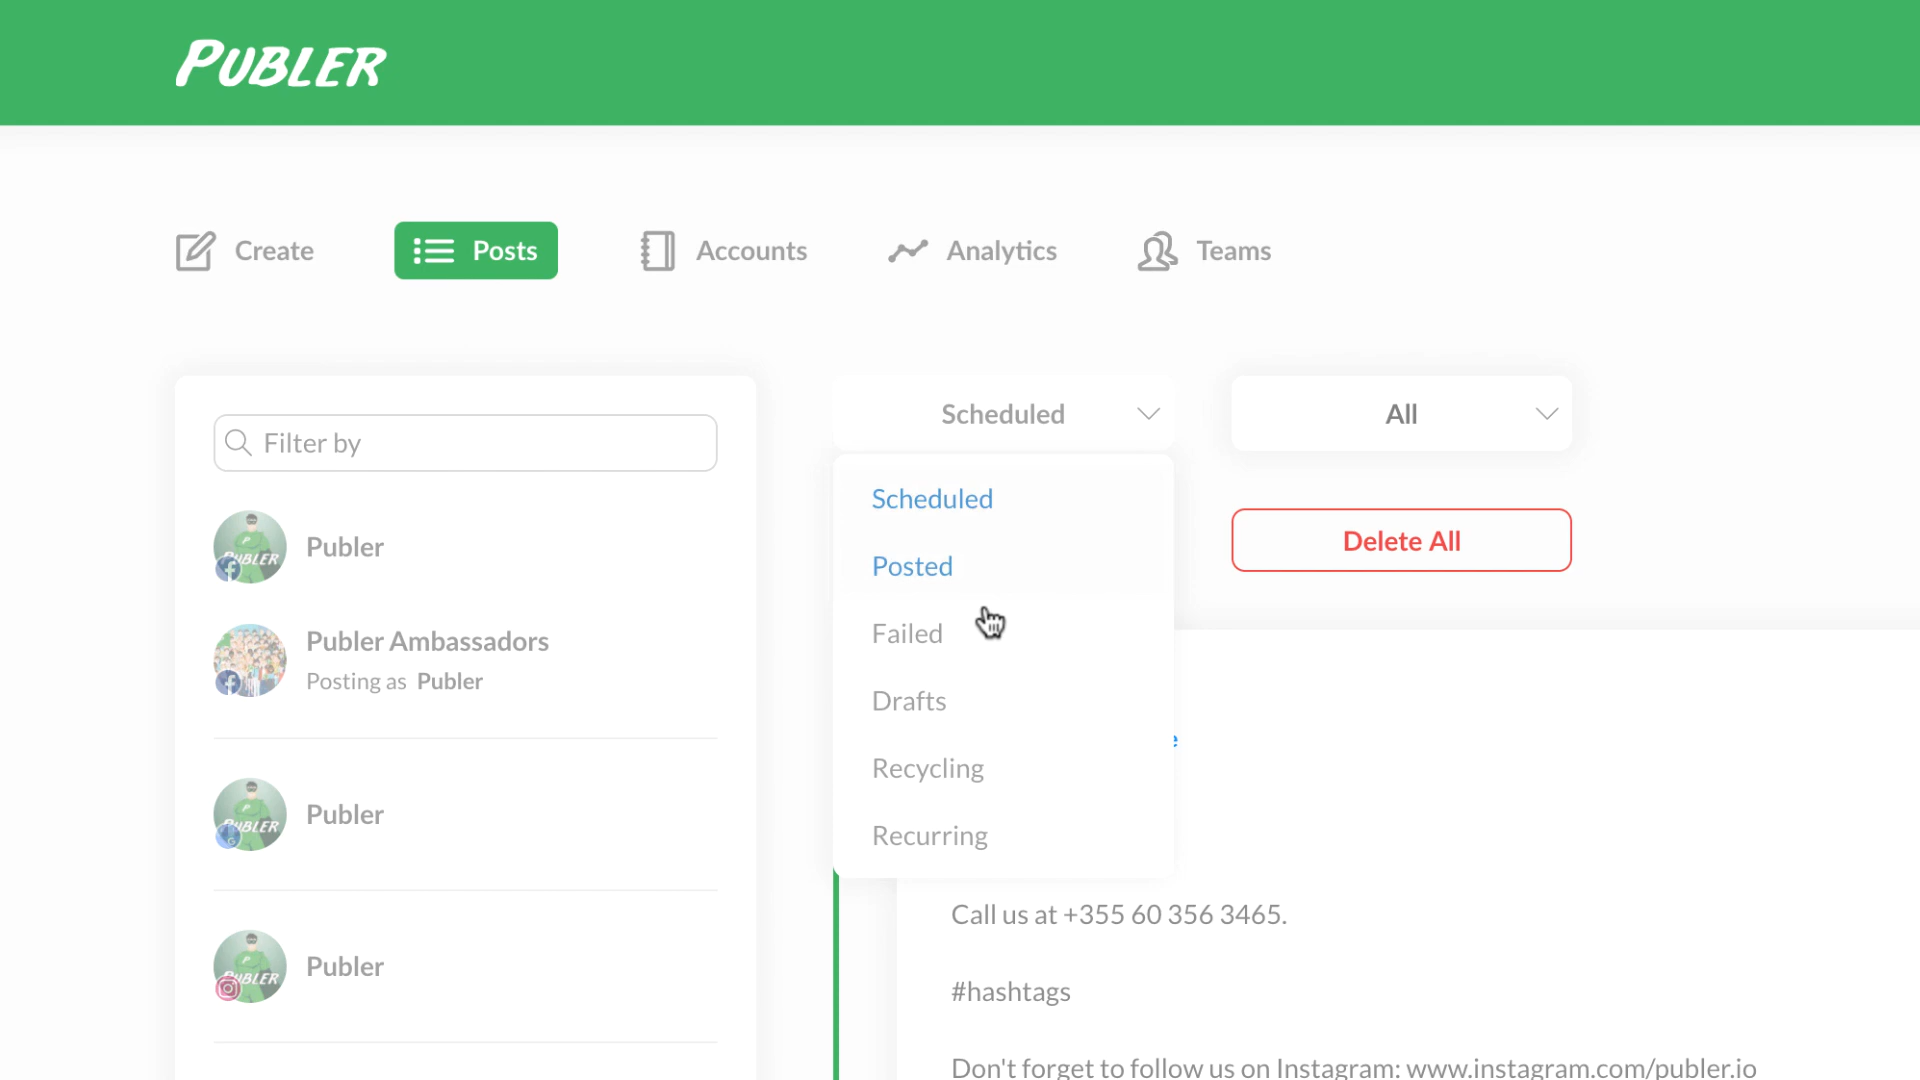 PUBLER
Create
Posts
Accounts
Analytics
Teams
Filter by
Publer
Publer Ambassadors
Posting as Publer
Publer
Publer
Scheduled
All
Scheduled
Posted
Failed
Drafts
Recycling
Recurring
Delete All
Call us at +355 60 356 3465.
#hashtags
Don't forget to follow us on Instagram: www.instagram.com/publer.io